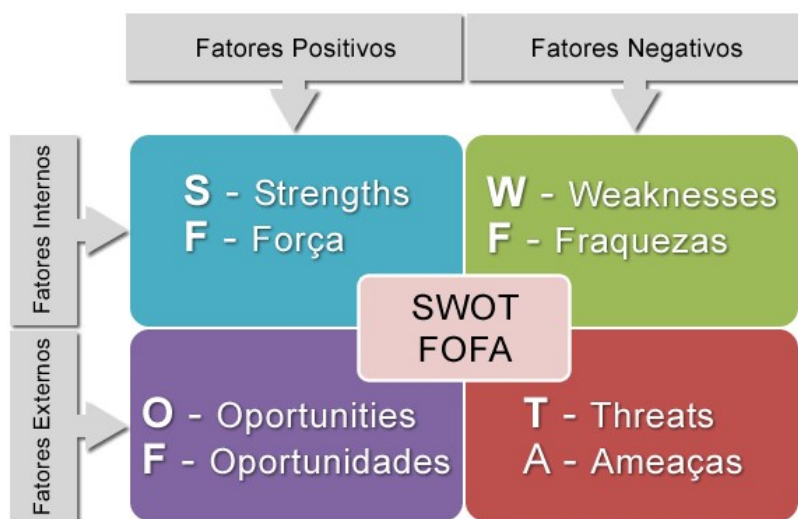 Fatores Positivos
Fatores Negativos
Fatores Internos
S - Strengths
F - Força
W - Weaknesses
F - Fraquezas
SWOT
FOFA
Fatores Externos
O - Oportunities
F - Oportunidades
T - Threats
A - Ameaças